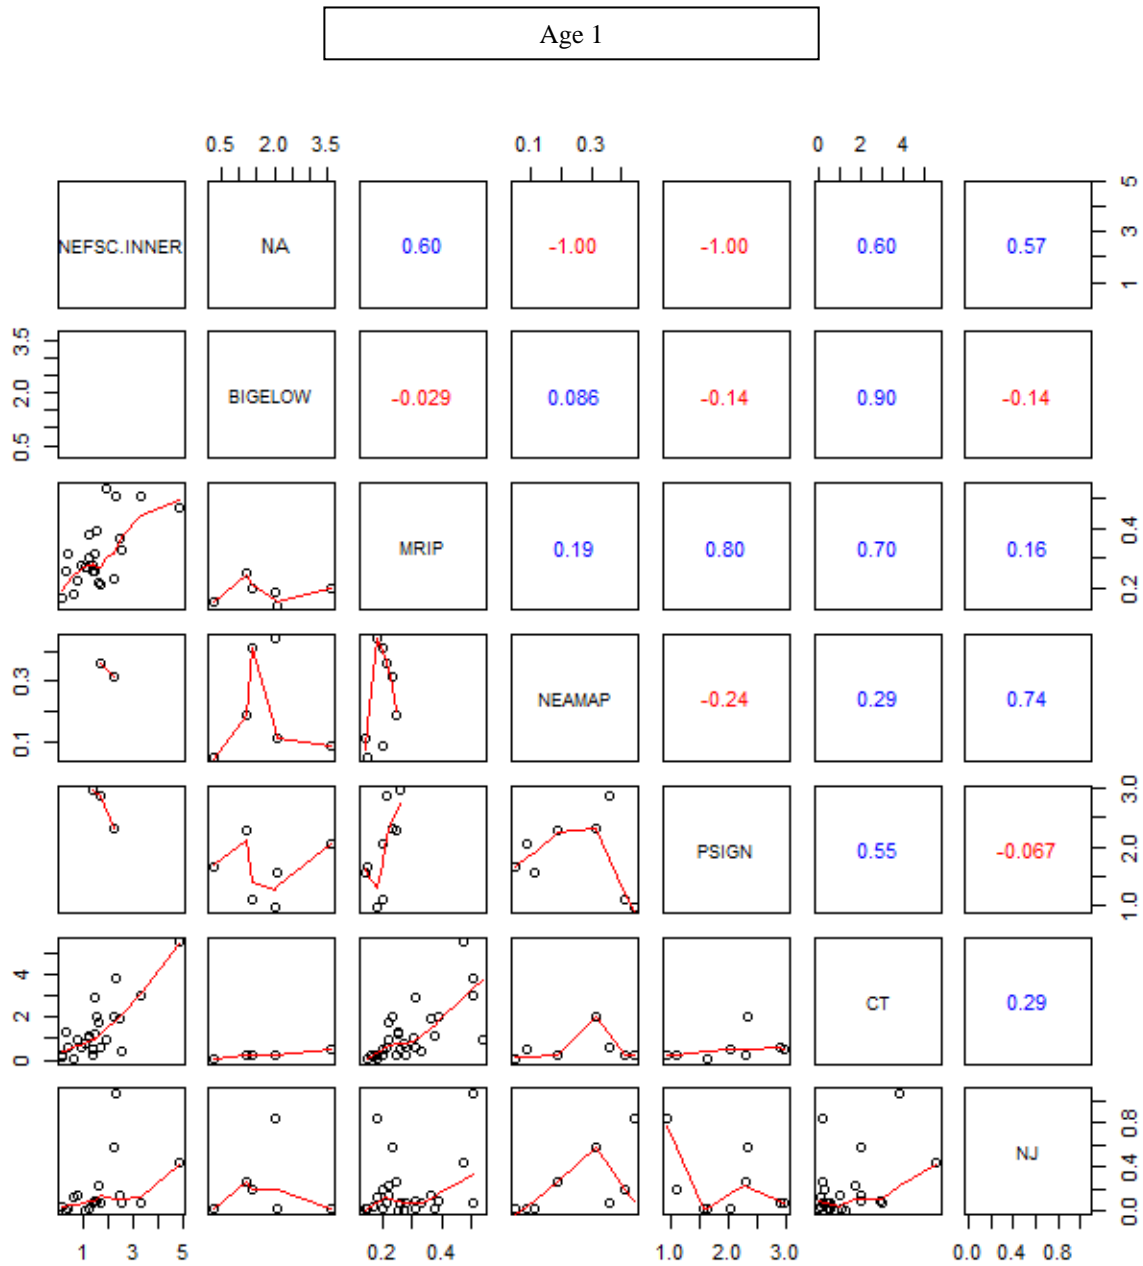 Age 1
0.5 2.0 3.5 0.1 0.3 0 2 4
NEFSC.INNER NA 0.60 -1.00 -1.00 0.60 0.57
1 3 5
BIGELOW -0.029 0.086 -0.14 0.90 -0.14
0.5 2.0 3.5
MRIP 0.19 0.80 0.70 0.16
0.2 0.4
NEAMAP -0.24 0.29 0.74
0.1 0.3
PSIGN 0.55 -0.067
1.0 2.0 3.0
CT 0.29
0 2 4
NJ
0.0 0.4 0.8
1 3 5 0.2 0.4 1.0 2.0 3.0 0.0 0.4 0.8